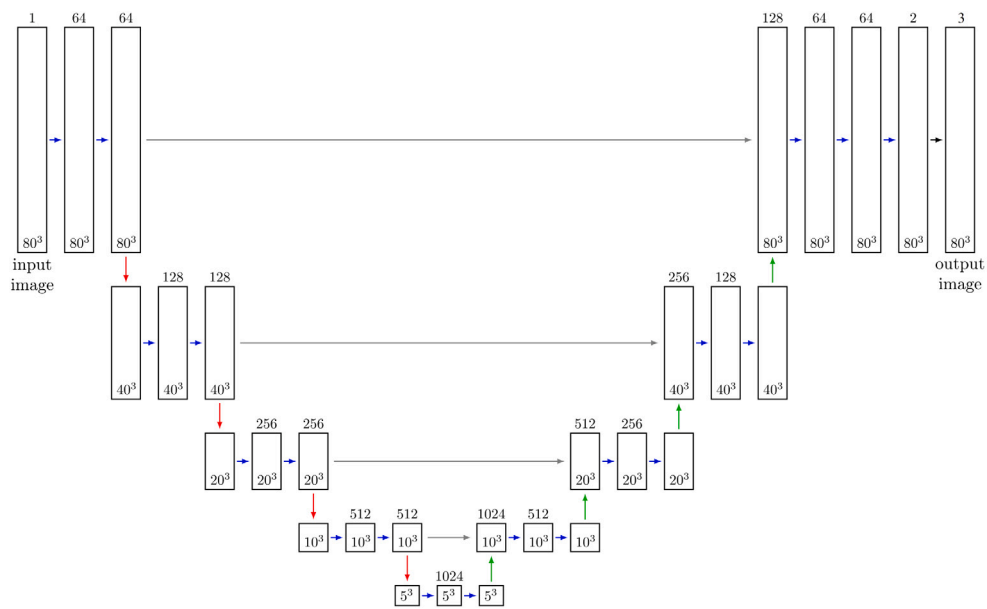 1 64 64 128 64 64 2 3
80³ 80³ 80³ 80³ 80³ 80³ 80³ 80³
input image
output image
128 128 256 128
40³ 40³ 40³ 40³ 40³ 40³
256 256 512 256
20³ 20³ 20³ 20³ 20³ 20³
512 512 1024 512
10³ 10³ 10³ 10³ 10³ 10³
1024
5³ 5³ 5³